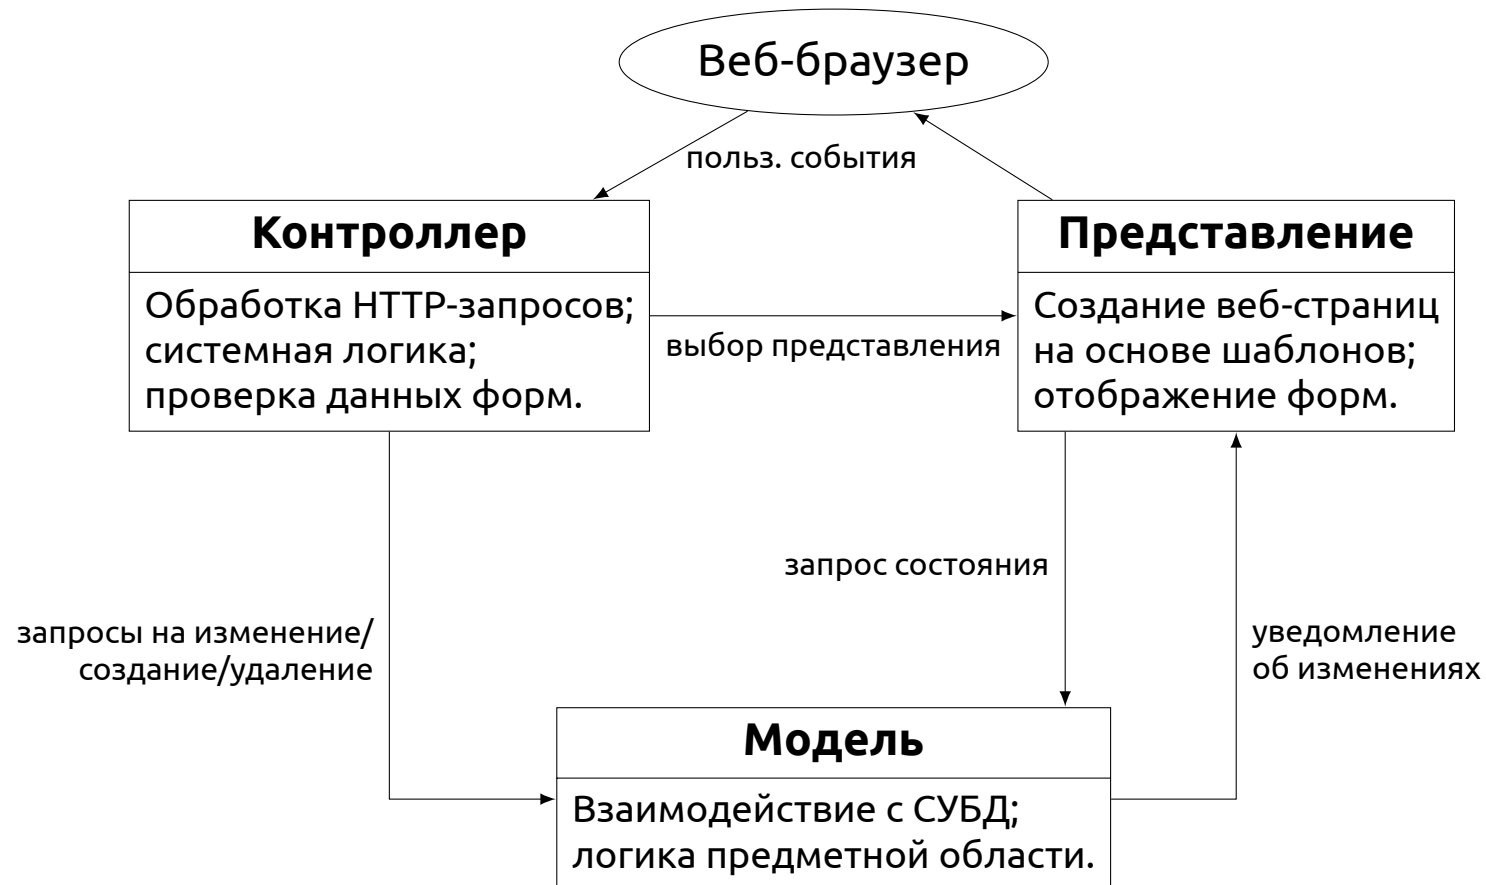 Веб-браузер
польз. события
Контроллер
Обработка HTTP-запросов;
системная логика;
проверка данных форм.
выбор представления
Представление
Создание веб-страниц
на основе шаблонов;
отображение форм.
запрос состояния
запросы на изменение/
создание/удаление
уведомление
об изменениях
Модель
Взаимодействие с СУБД;
логика предметной области.